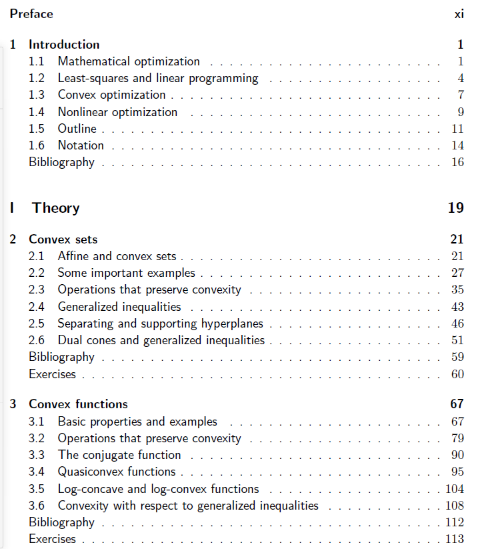 Preface xi
1 Introduction 1
1.1 Mathematical optimization . . . . . . . . . . . . . . . . . . . . . . 1
1.2 Least-squares and linear programming . . . . . . . . . . . . . . . . 4
1.3 Convex optimization . . . . . . . . . . . . . . . . . . . . . . . . . . 7
1.4 Nonlinear optimization . . . . . . . . . . . . . . . . . . . . . . . . 9
1.5 Outline . . . . . . . . . . . . . . . . . . . . . . . . . . . . . . . . 11
1.6 Notation . . . . . . . . . . . . . . . . . . . . . . . . . . . . . . . 14
Bibliography . . . . . . . . . . . . . . . . . . . . . . . . . . . . . . . . 16
I Theory 19
2 Convex sets 21
2.1 Affine and convex sets . . . . . . . . . . . . . . . . . . . . . . . . . 21
2.2 Some important examples . . . . . . . . . . . . . . . . . . . . . . . 27
2.3 Operations that preserve convexity . . . . . . . . . . . . . . . . . . 35
2.4 Generalized inequalities . . . . . . . . . . . . . . . . . . . . . . . . 43
2.5 Separating and supporting hyperplanes . . . . . . . . . . . . . . . . 46
2.6 Dual cones and generalized inequalities . . . . . . . . . . . . . . . . 51
Bibliography . . . . . . . . . . . . . . . . . . . . . . . . . . . . . . . . 59
Exercises . . . . . . . . . . . . . . . . . . . . . . . . . . . . . . . . . . 60
3 Convex functions 67
3.1 Basic properties and examples . . . . . . . . . . . . . . . . . . . . 67
3.2 Operations that preserve convexity . . . . . . . . . . . . . . . . . . 79
3.3 The conjugate function . . . . . . . . . . . . . . . . . . . . . . . . 90
3.4 Quasiconvex functions . . . . . . . . . . . . . . . . . . . . . . . . . 95
3.5 Log-concave and log-convex functions . . . . . . . . . . . . . . . . 104
3.6 Convexity with respect to generalized inequalities . . . . . . . . . . 108
Bibliography . . . . . . . . . . . . . . . . . . . . . . . . . . . . . . . . 112
Exercises . . . . . . . . . . . . . . . . . . . . . . . . . . . . . . . . . . 113